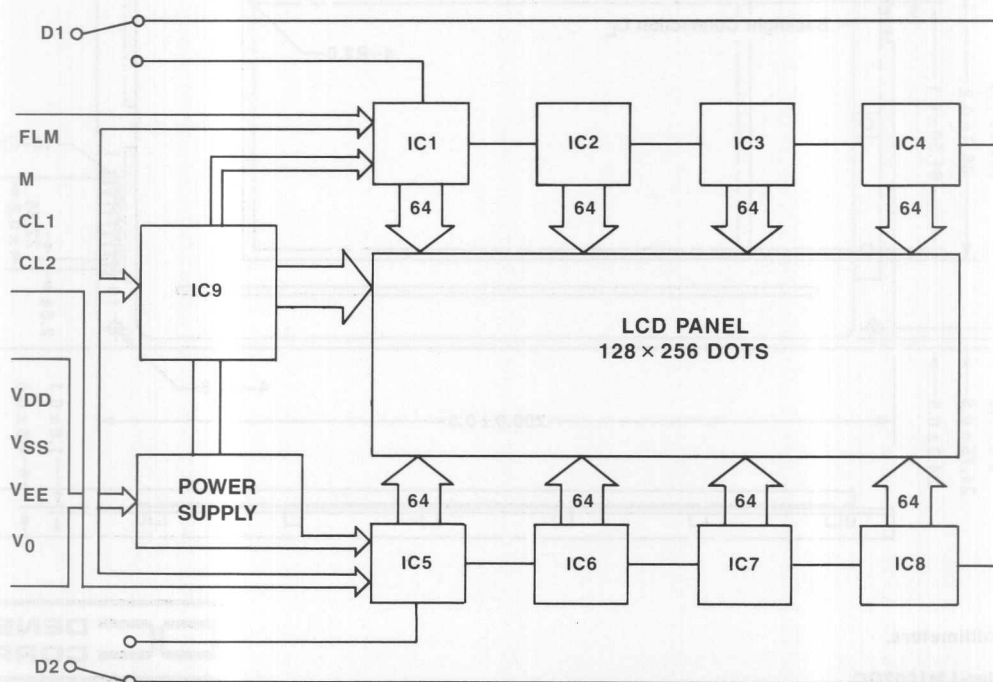 D1
FLM
M
CL1
CL2
IC1
IC2
IC3
IC4
64
64
64
64
IC9
LCD PANEL
128 × 256 DOTS
VDD
VSS
VEE
V0
POWER
SUPPLY
64
64
64
64
IC5
IC6
IC7
IC8
D2